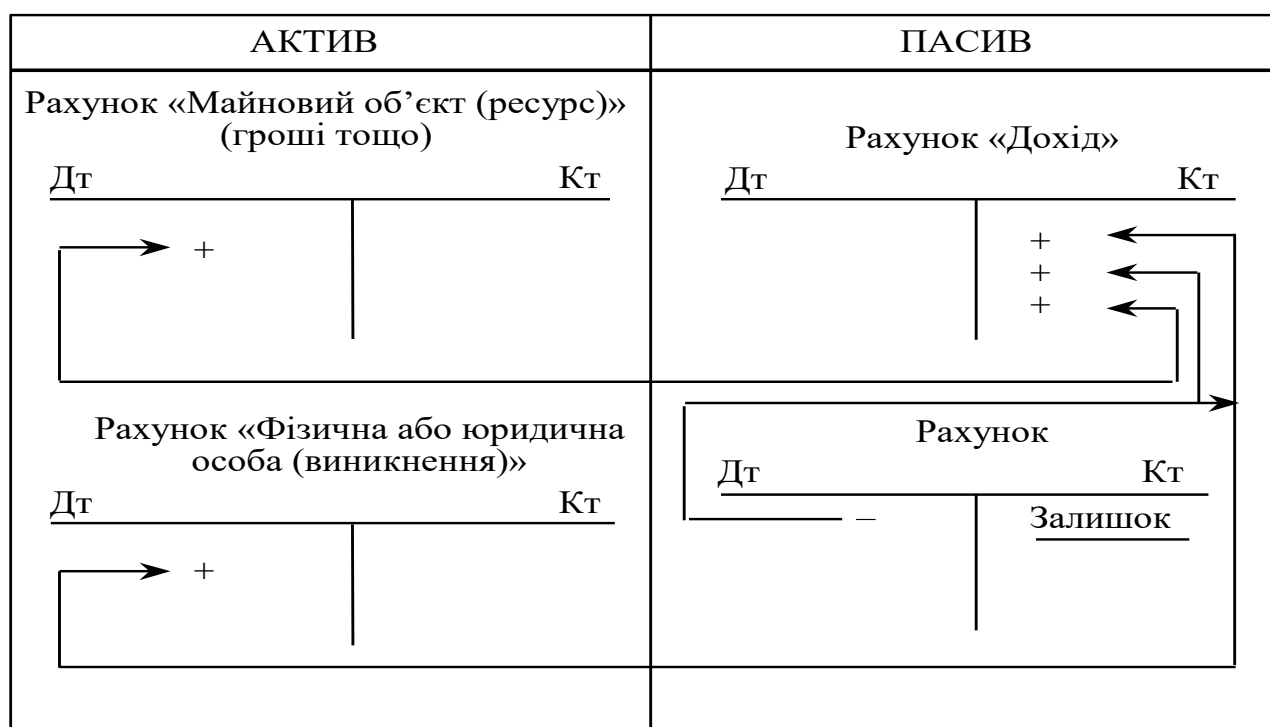 АКТИВ
ПАСИВ
Рахунок «Майновий об’єкт (ресурс)»
(гроші тощо)
Дт Кт
+
Рахунок «Дохід»
Дт Кт
+
+
+
Рахунок «Фізична або юридична
особа (виникнення)»
Дт Кт
+
Рахунок
Дт Кт
– Залишок